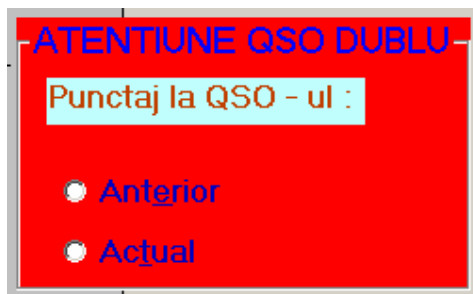 ATENTIUNE QSO DUBLU
Punctaj la QSO - ul :
Anterior
Actual